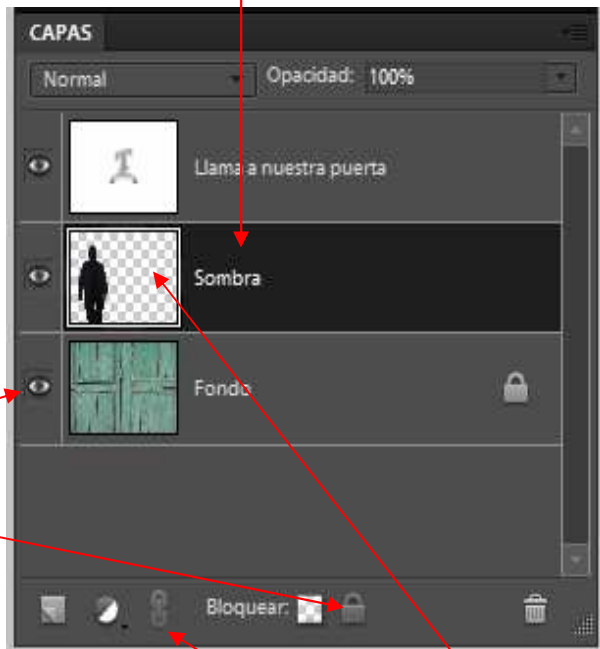 CAPAS
Normal Opacidad: 100%
T
Llama a nuestra puerta
Sombra
Fondo
Bloquear: